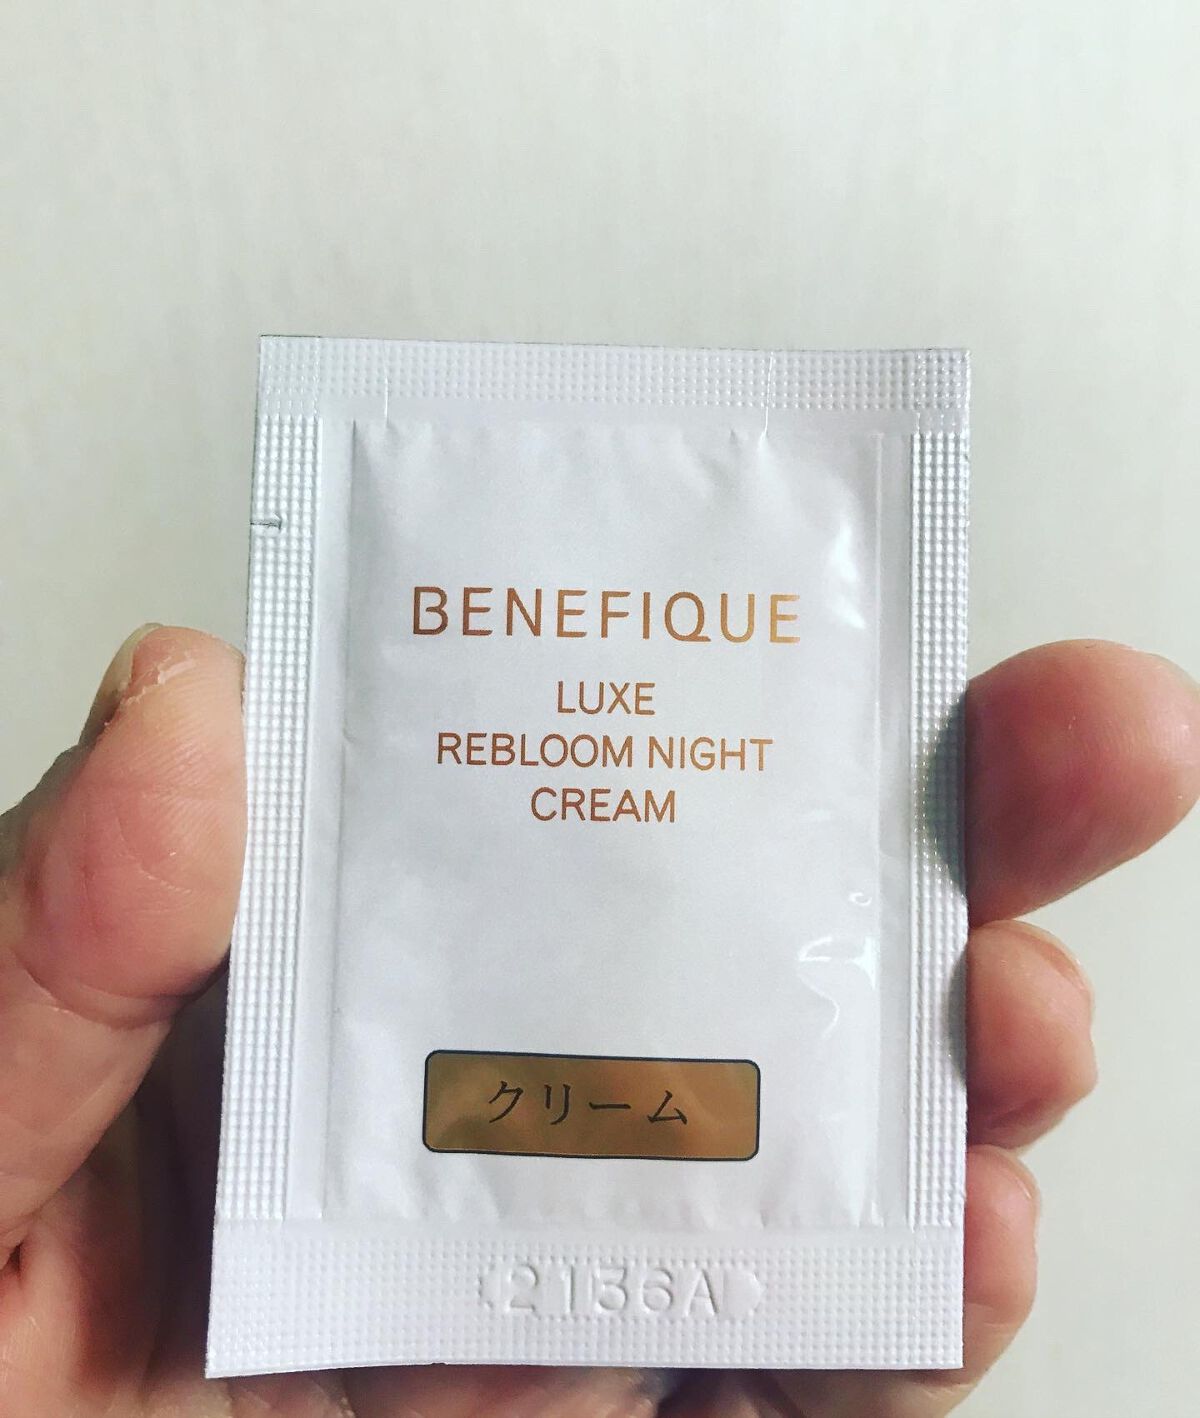 BENEFIQUE
LUXE
REBLOOM NIGHT
CREAM
クリーム
2136A